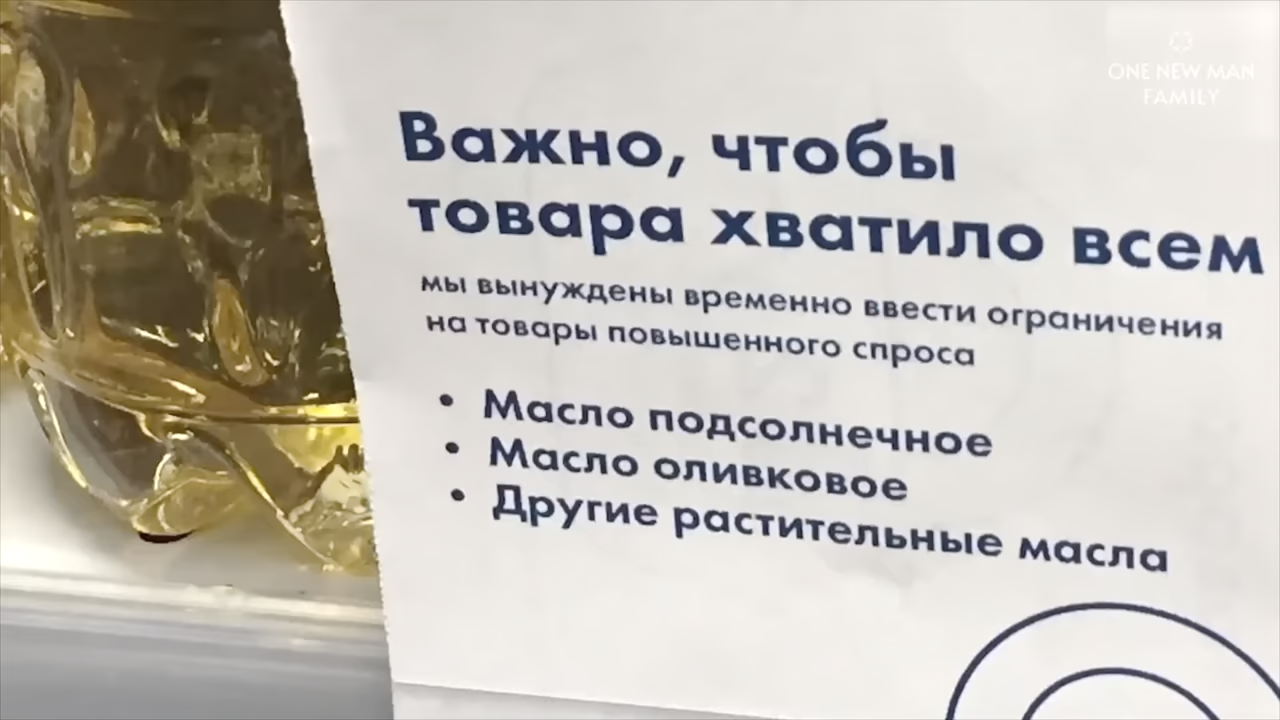 ONE NEW MAN
FAMILY
Важно, чтобы
товара хватило всем
мы вынуждены временно ввести ограничения
на товары повышенного спроса
• Масло подсолнечное
• Масло оливковое
• Другие растительные масла